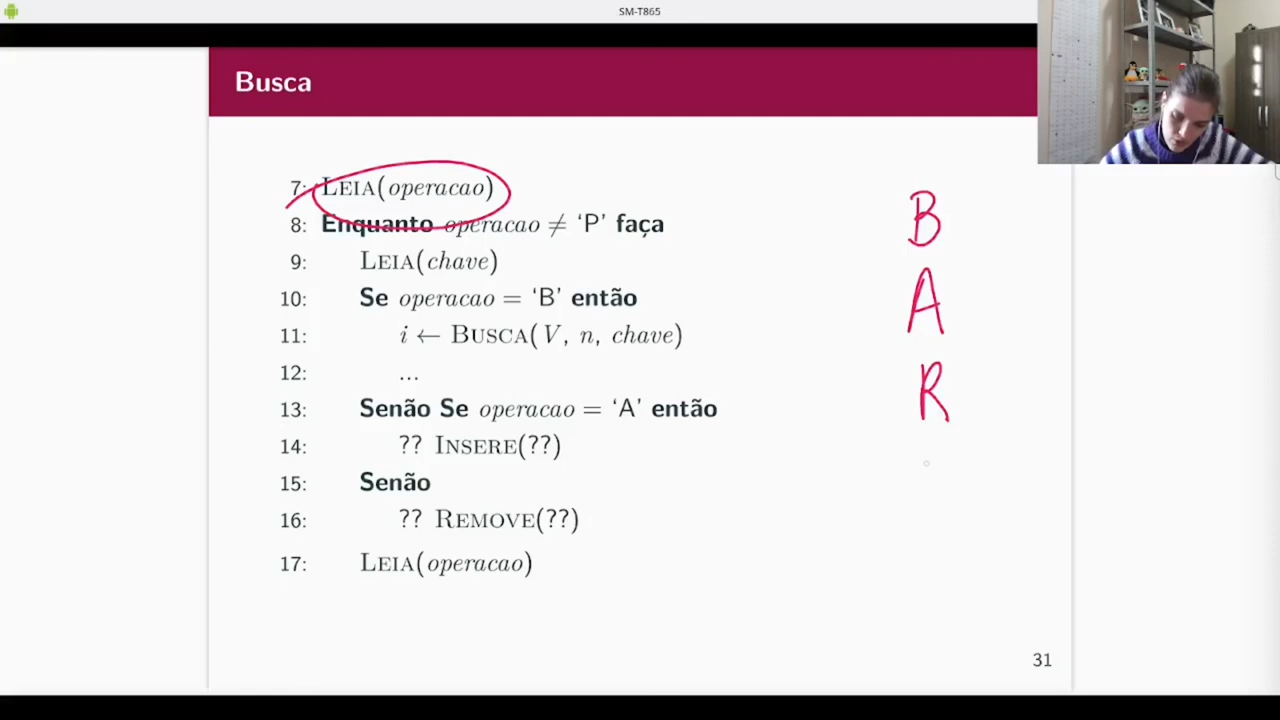 SM-T865
Busca
7: LEIA(operacao)
8: Enquanto operacao ≠ ‘P’ faça
9: LEIA(chave)
10: Se operacao = ‘B’ então
11: i ← BUSCA(V, n, chave)
12: ...
13: Senão Se operacao = ‘A’ então
14: ?? INSERE(??)
15: Senão
16: ?? REMOVE(??)
17: LEIA(operacao)
B
A
R
31